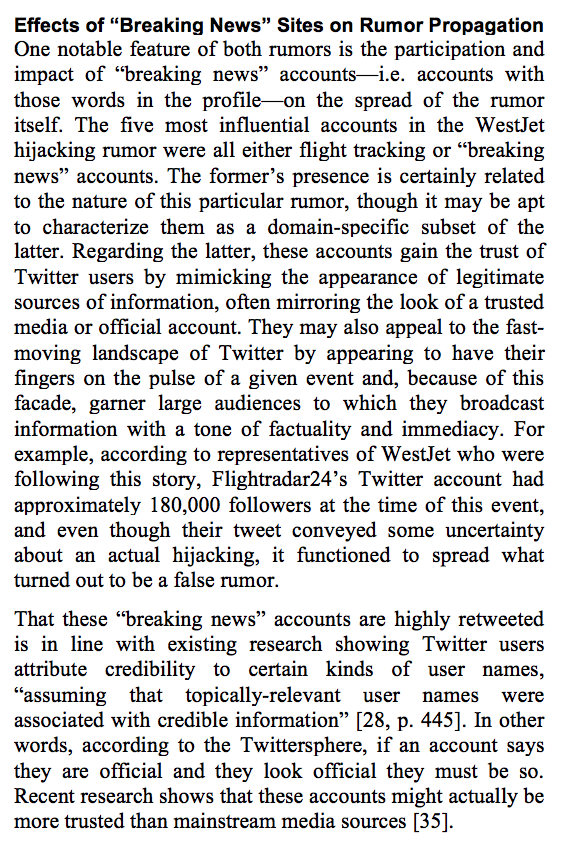 Effects of “Breaking News” Sites on Rumor Propagation
One notable feature of both rumors is the participation and
impact of “breaking news” accounts—i.e. accounts with
those words in the profile—on the spread of the rumor
itself. The five most influential accounts in the WestJet
hijacking rumor were all either flight tracking or “breaking
news” accounts. The former’s presence is certainly related
to the nature of this particular rumor, though it may be apt
to characterize them as a domain-specific subset of the
latter. Regarding the latter, these accounts gain the trust of
Twitter users by mimicking the appearance of legitimate
sources of information, often mirroring the look of a trusted
media or official account. They may also appeal to the fast-
moving landscape of Twitter by appearing to have their
fingers on the pulse of a given event and, because of this
facade, garner large audiences to which they broadcast
information with a tone of factuality and immediacy. For
example, according to representatives of WestJet who were
following this story, Flightradar24’s Twitter account had
approximately 180,000 followers at the time of this event,
and even though their tweet conveyed some uncertainty
about an actual hijacking, it functioned to spread what
turned out to be a false rumor.
That these “breaking news” accounts are highly retweeted
is in line with existing research showing Twitter users
attribute credibility to certain kinds of user names,
“assuming that topically-relevant user names were
associated with credible information” [28, p. 445]. In other
words, according to the Twittersphere, if an account says
they are official and they look official they must be so.
Recent research shows that these accounts might actually be
more trusted than mainstream media sources [35].